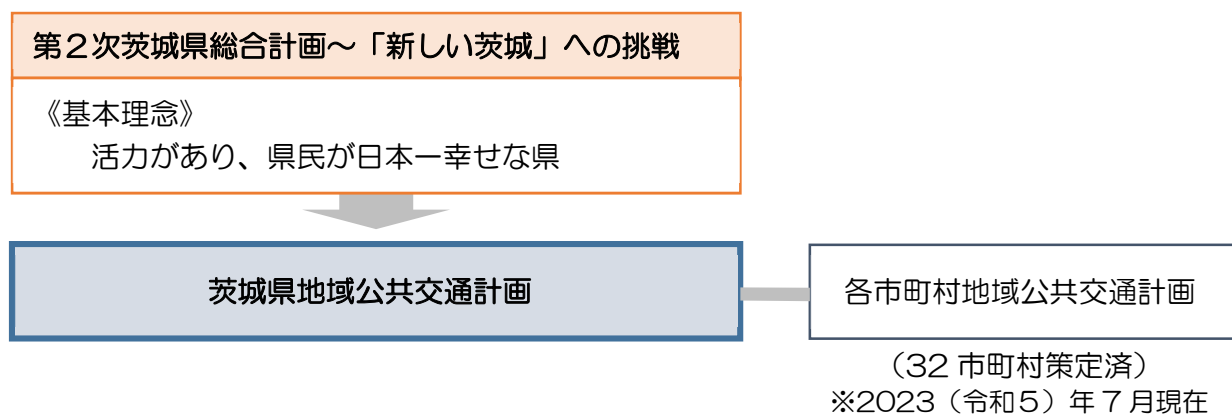 第2次茨城県総合計画～「新しい茨城」への挑戦
《基本理念》
活力があり、県民が日本一幸せな県
茨城県地域公共交通計画
各市町村地域公共交通計画
（32 市町村策定済）
※2023（令和５）年７月現在